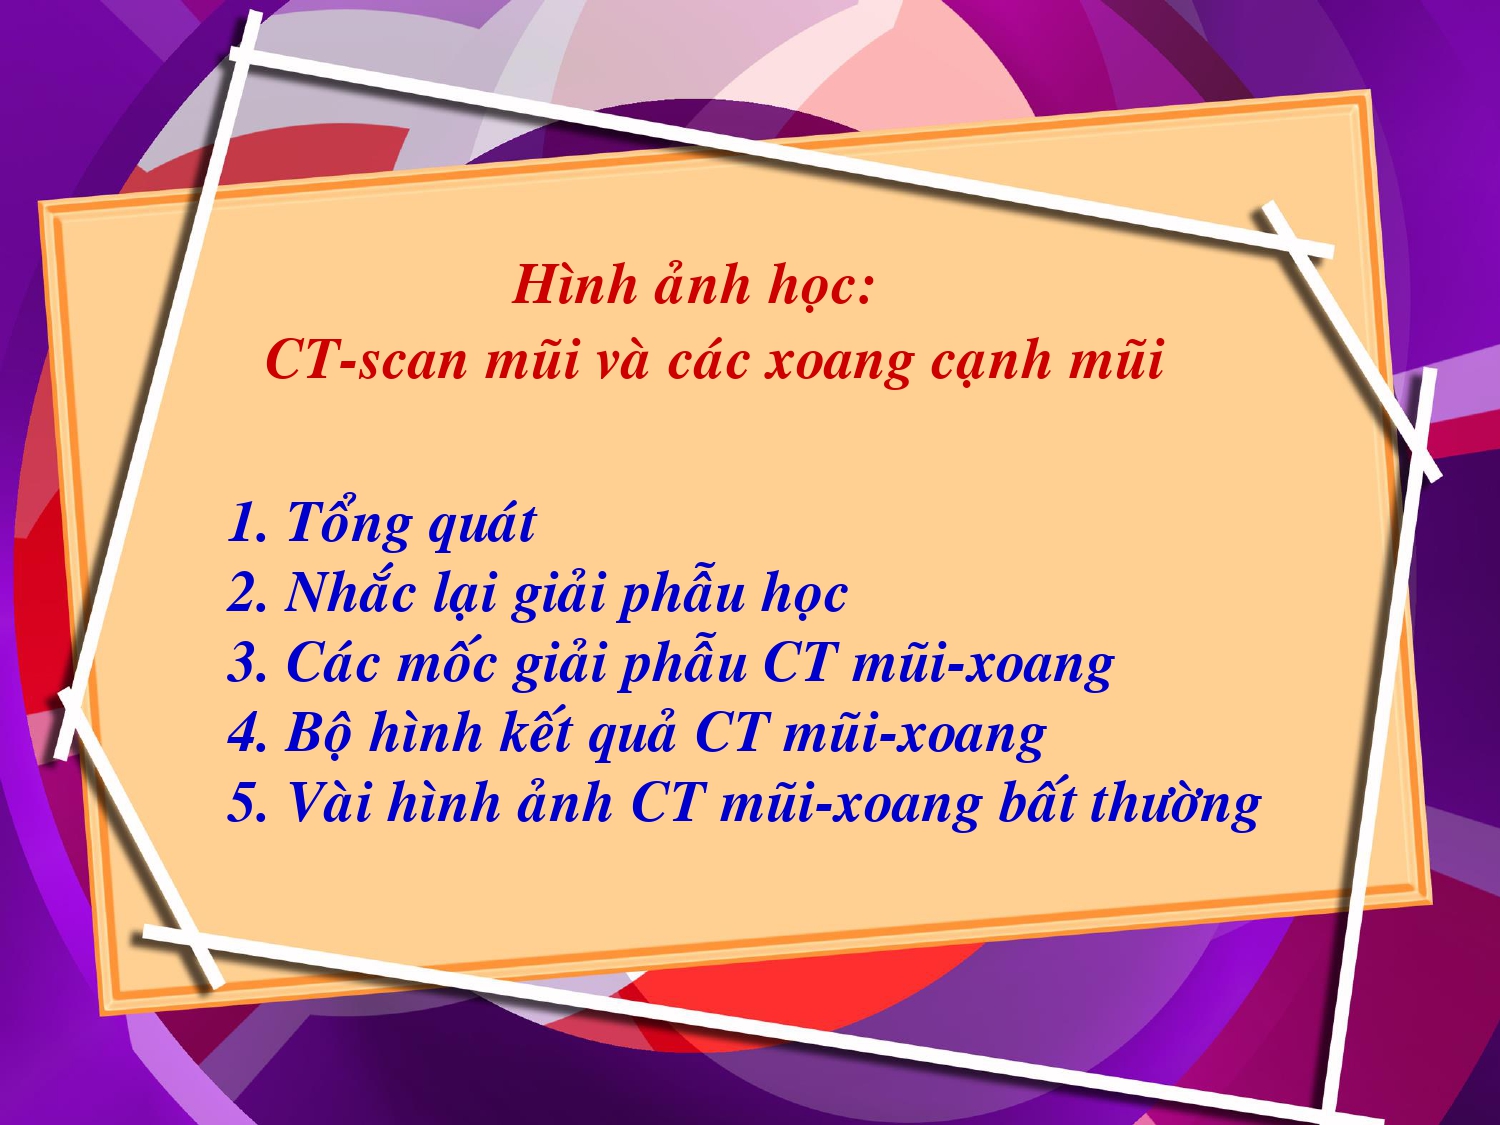 Hình ảnh học:
CT-scan mũi và các xoang cạnh mũi
1. Tổng quát
2. Nhắc lại giải phẫu học
3. Các mốc giải phẫu CT mũi-xoang
4. Bộ hình kết quả CT mũi-xoang
5. Vài hình ảnh CT mũi-xoang bất thường